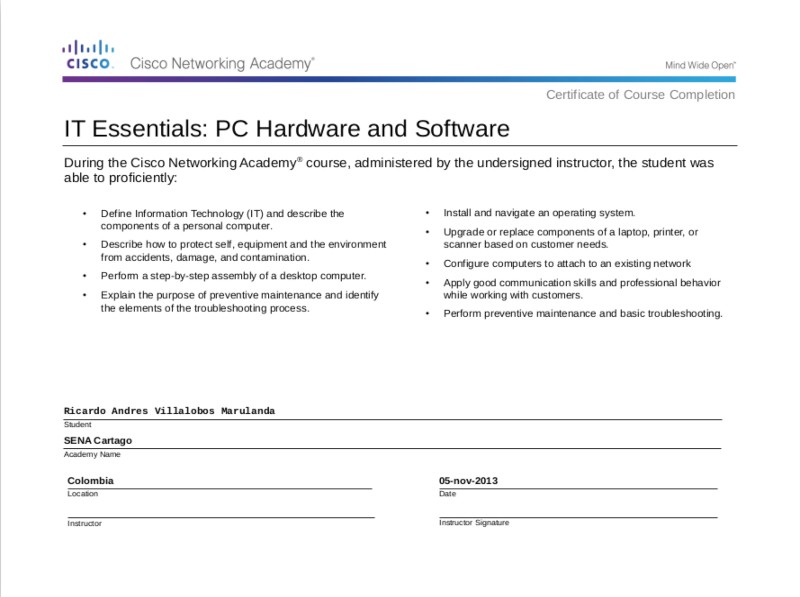 CISCO.
Cisco Networking Academy®
Mind Wide Open®
Certificate of Course Completion
IT Essentials: PC Hardware and Software
During the Cisco Networking Academy® course, administered by the undersigned instructor, the student was
able to proficiently:
• Define Information Technology (IT) and describe the
components of a personal computer.
• Describe how to protect self, equipment and the environment
from accidents, damage, and contamination.
• Perform a step-by-step assembly of a desktop computer.
• Explain the purpose of preventive maintenance and identify
the elements of the troubleshooting process.
• Install and navigate an operating system.
• Upgrade or replace components of a laptop, printer, or
scanner based on customer needs.
• Configure computers to attach to an existing network
• Apply good communication skills and professional behavior
while working with customers.
• Perform preventive maintenance and basic troubleshooting.
Ricardo Andres Villalobos Marulanda
Student
SENA Cartago
Academy Name
Colombia
Location
05-nov-2013
Date
Instructor
Instructor Signature